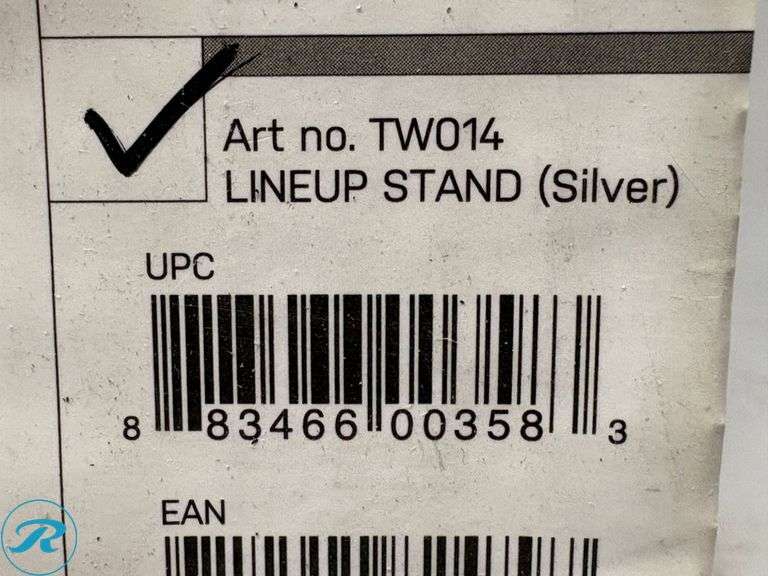 Art no. TW014
LINEUP STAND (Silver)
UPC
8 83466 00358 3
EAN
R